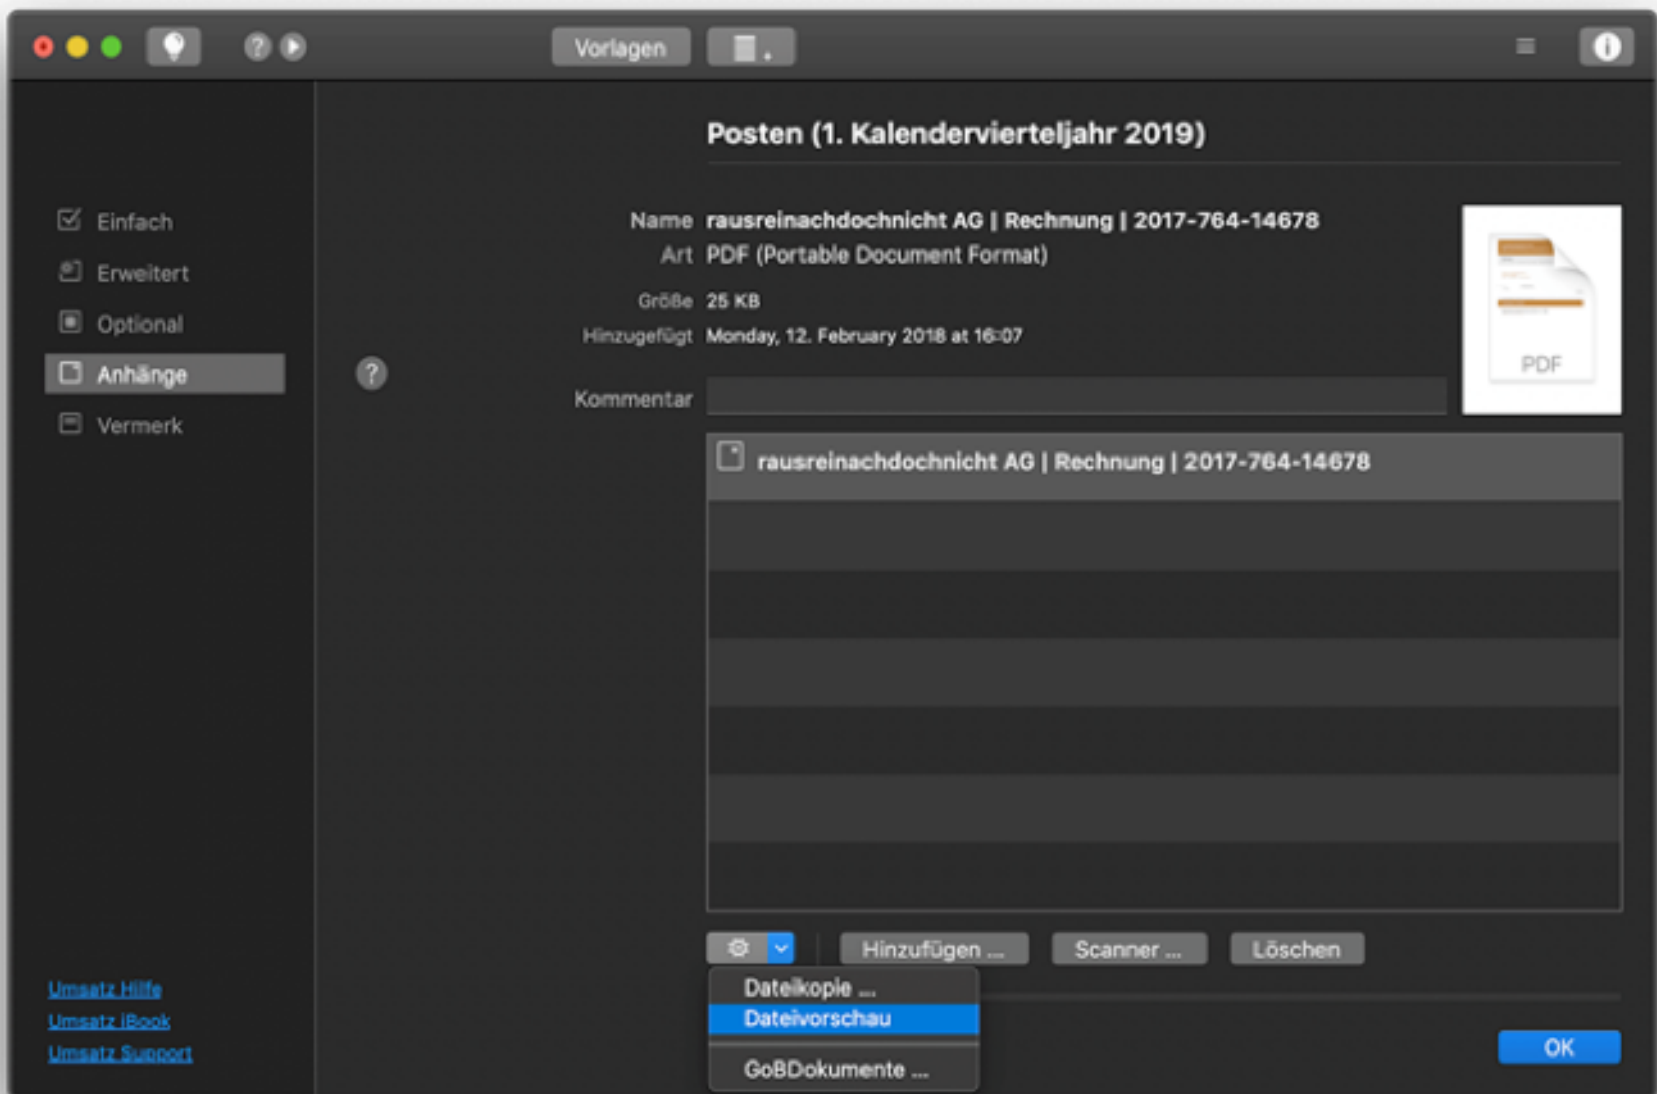 Vorlagen
Posten (1. Kalendervierteljahr 2019)
Einfach
Erweitert
Optional
Anhänge
Vermerk
Name rausreinachdochnicht AG | Rechnung | 2017-764-14678
Art PDF (Portable Document Format)
Größe 25 KB
Hinzugefügt Monday, 12. February 2018 at 16:07
Kommentar
PDF
rausreinachdochnicht AG | Rechnung | 2017-764-14678
Hinzufügen ...
Scanner ...
Löschen
Dateikopie ...
Dateivorschau
GoBDokumente ...
Umsatz Hilfe
Umsatz iBook
Umsatz Support
OK